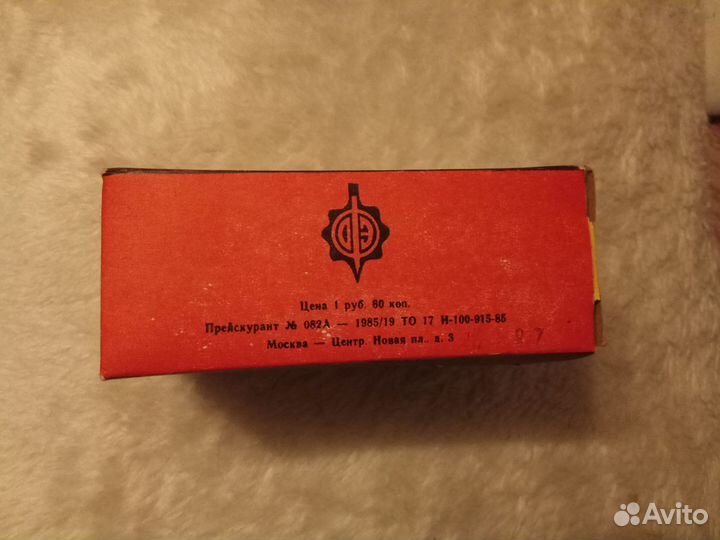 Цена 1 руб. 60 коп.
Прейскурант № 082А — 1985/19 ТО 17 И-100-915-85
Москва — Центр. Новая пл., д. 3
Avito